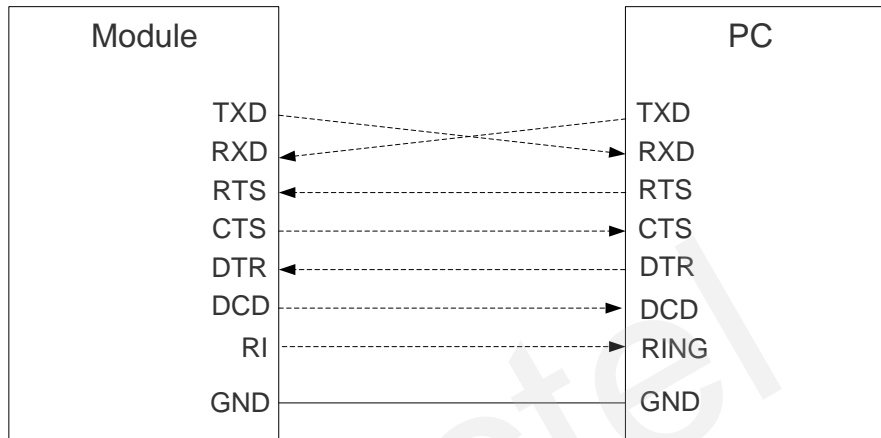 Module PC
TXD TXD
RXD RXD
RTS RTS
CTS CTS
DTR DTR
DCD DCD
RI RING
GND GND